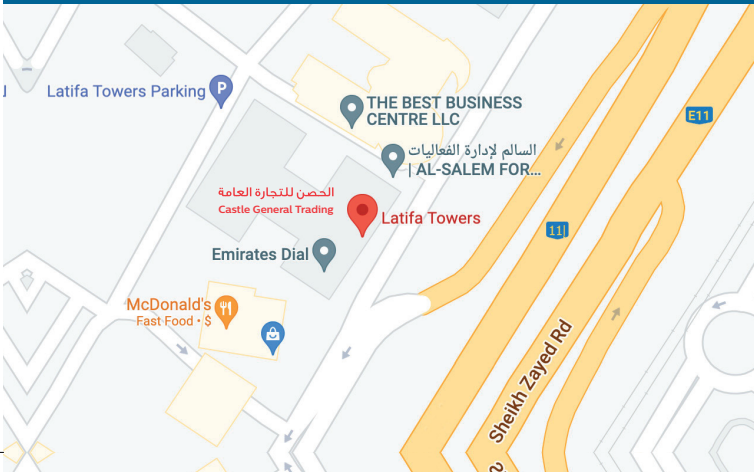 Latifa Towers Parking
P
THE BEST BUSINESS
CENTRE LLC
E11
السالم لإدارة الفعاليات
| AL-SALEM FOR...
الحصن للتجارة العامة
Castle General Trading
Latifa Towers
11|
Emirates Dial
McDonald's
Fast Food • $
Sheikh Zayed Rd